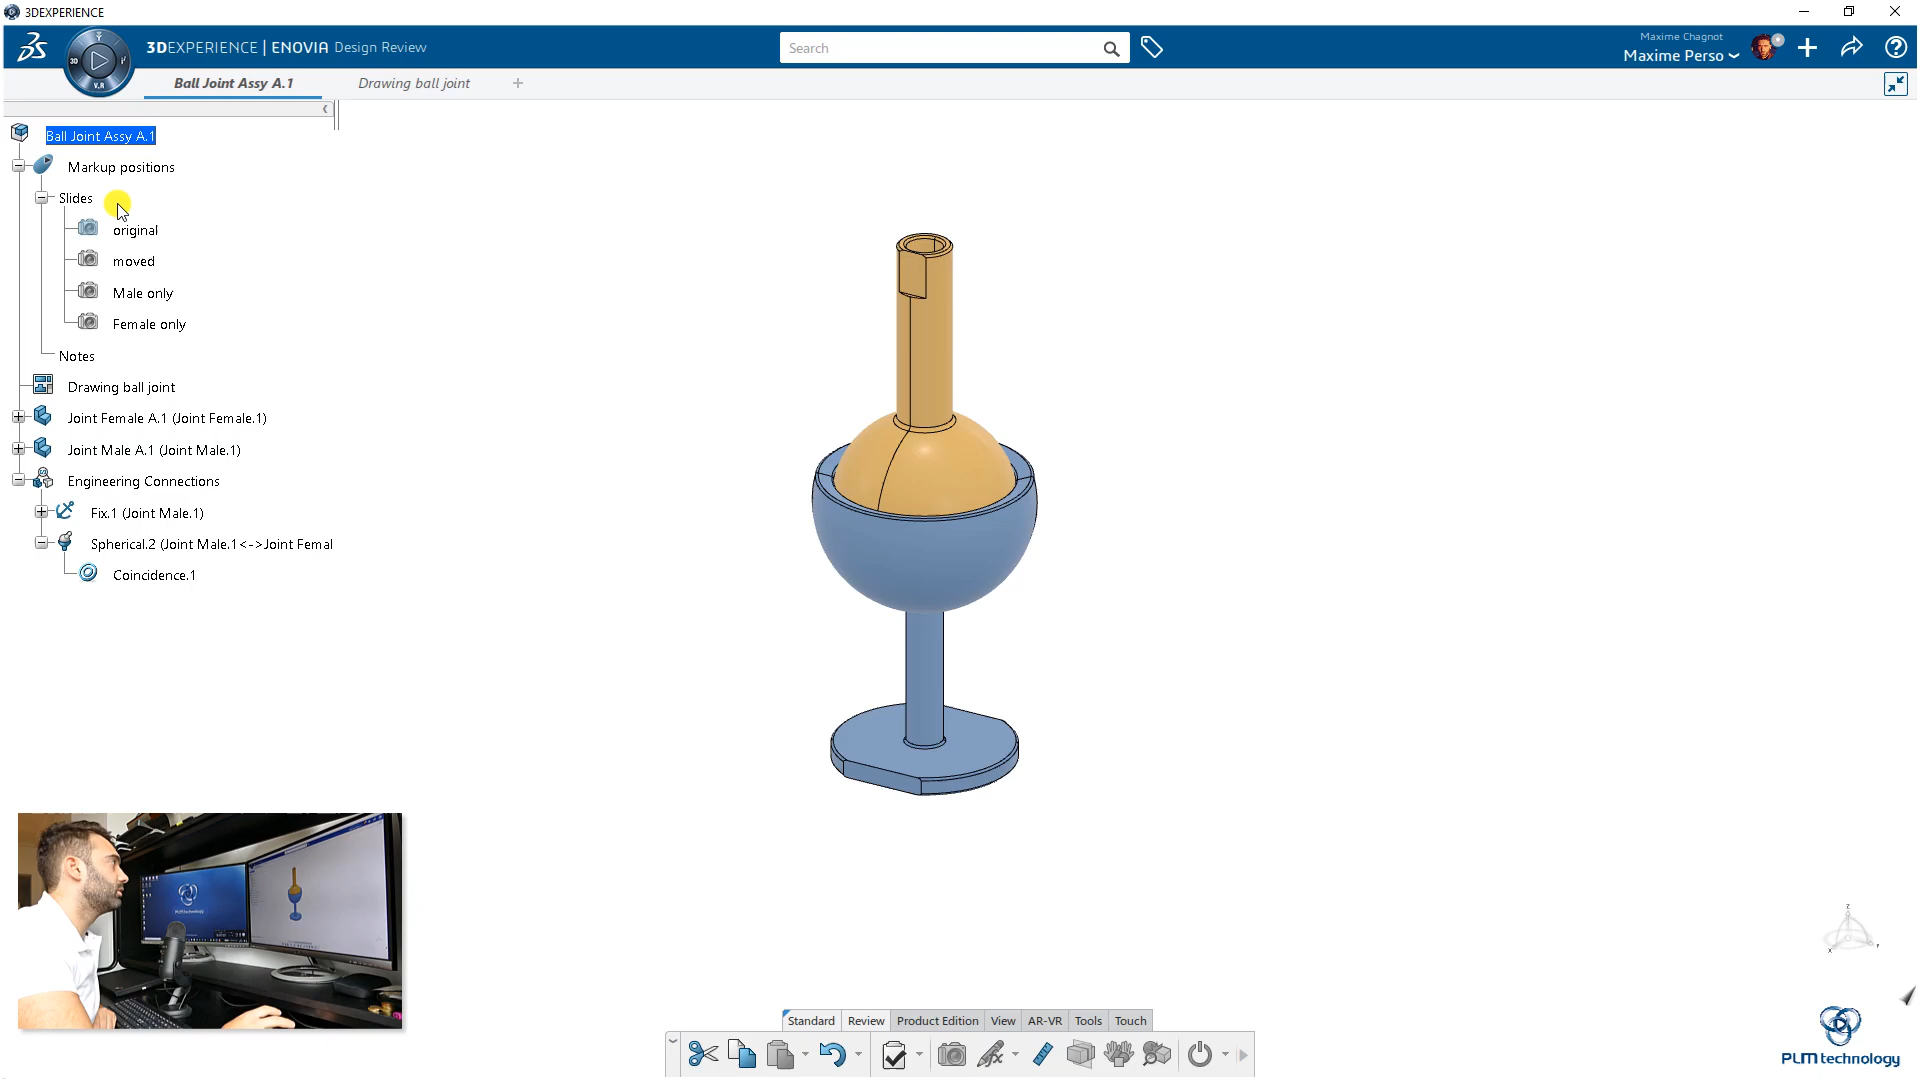 3DEXPERIENCE
3DEXPERIENCE | ENOVIA Design Review
Search
Maxime Chagnot
Maxime Perso
3D
V.R
Ball Joint Assy A.1
Drawing ball joint
Ball Joint Assy A.1
Markup positions
Slides
original
moved
Male only
Female only
Notes
Drawing ball joint
Joint Female A.1 (Joint Female.1)
Joint Male A.1 (Joint Male.1)
Engineering Connections
Fix.1 (Joint Male.1)
Spherical.2 (Joint Male.1<->Joint Femal
Coincidence.1
PLMtechnology
Z
X
Y
Standard Review Product Edition View AR-VR Tools Touch
PLMtechnology